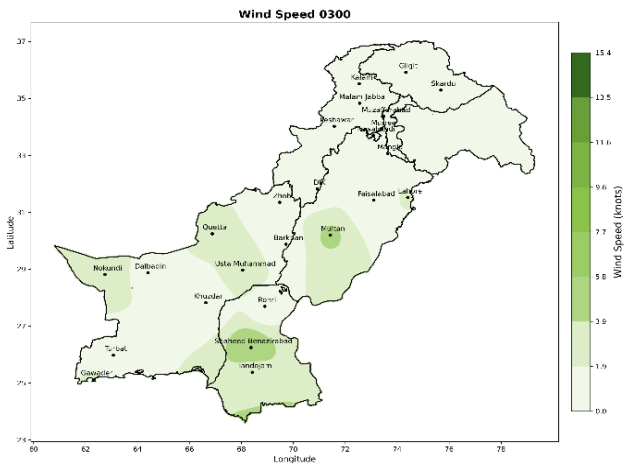 Wind Speed 0300
37
35
33
31
29
27
25
23
Latitude
60
62
64
66
68
70
72
74
76
78
Longitude
Gilgit
Kalam
Skardu
Malam Jabba
Muzaffarabad
Peshawar
Murree
Mangla
DIK
Zhob
Faisalabad
Lahore
Quetta
Barkhan
Multan
Nokundi
Dalbadin
Usta Muhammad
Khuzdar
Rohri
Shaheed Benazirabad
Turbat
Tandojam
Gawader
15.4
13.5
11.6
9.6
7.7
5.8
3.9
1.9
0.0
Wind Speed (knots)